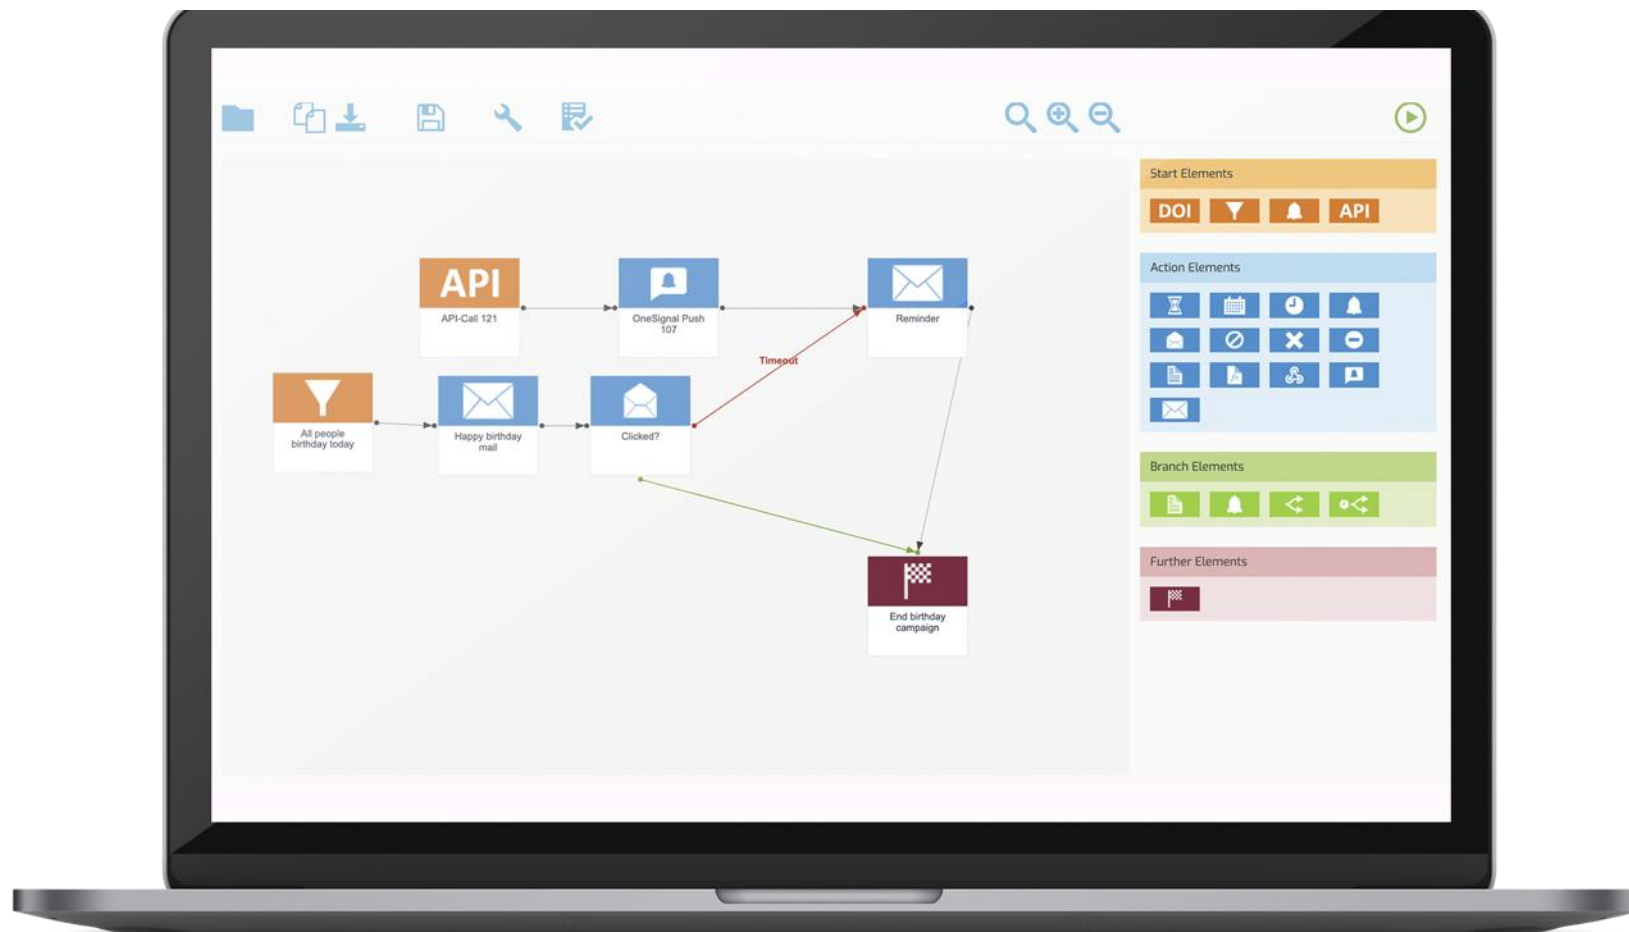 Start Elements
DOI
API
API
API-Call 121
OneSignal Push
107
Reminder
Action Elements
Timeout
All people
birthday today
Happy birthday
mail
Clicked?
Branch Elements
End birthday
campaign
Further Elements